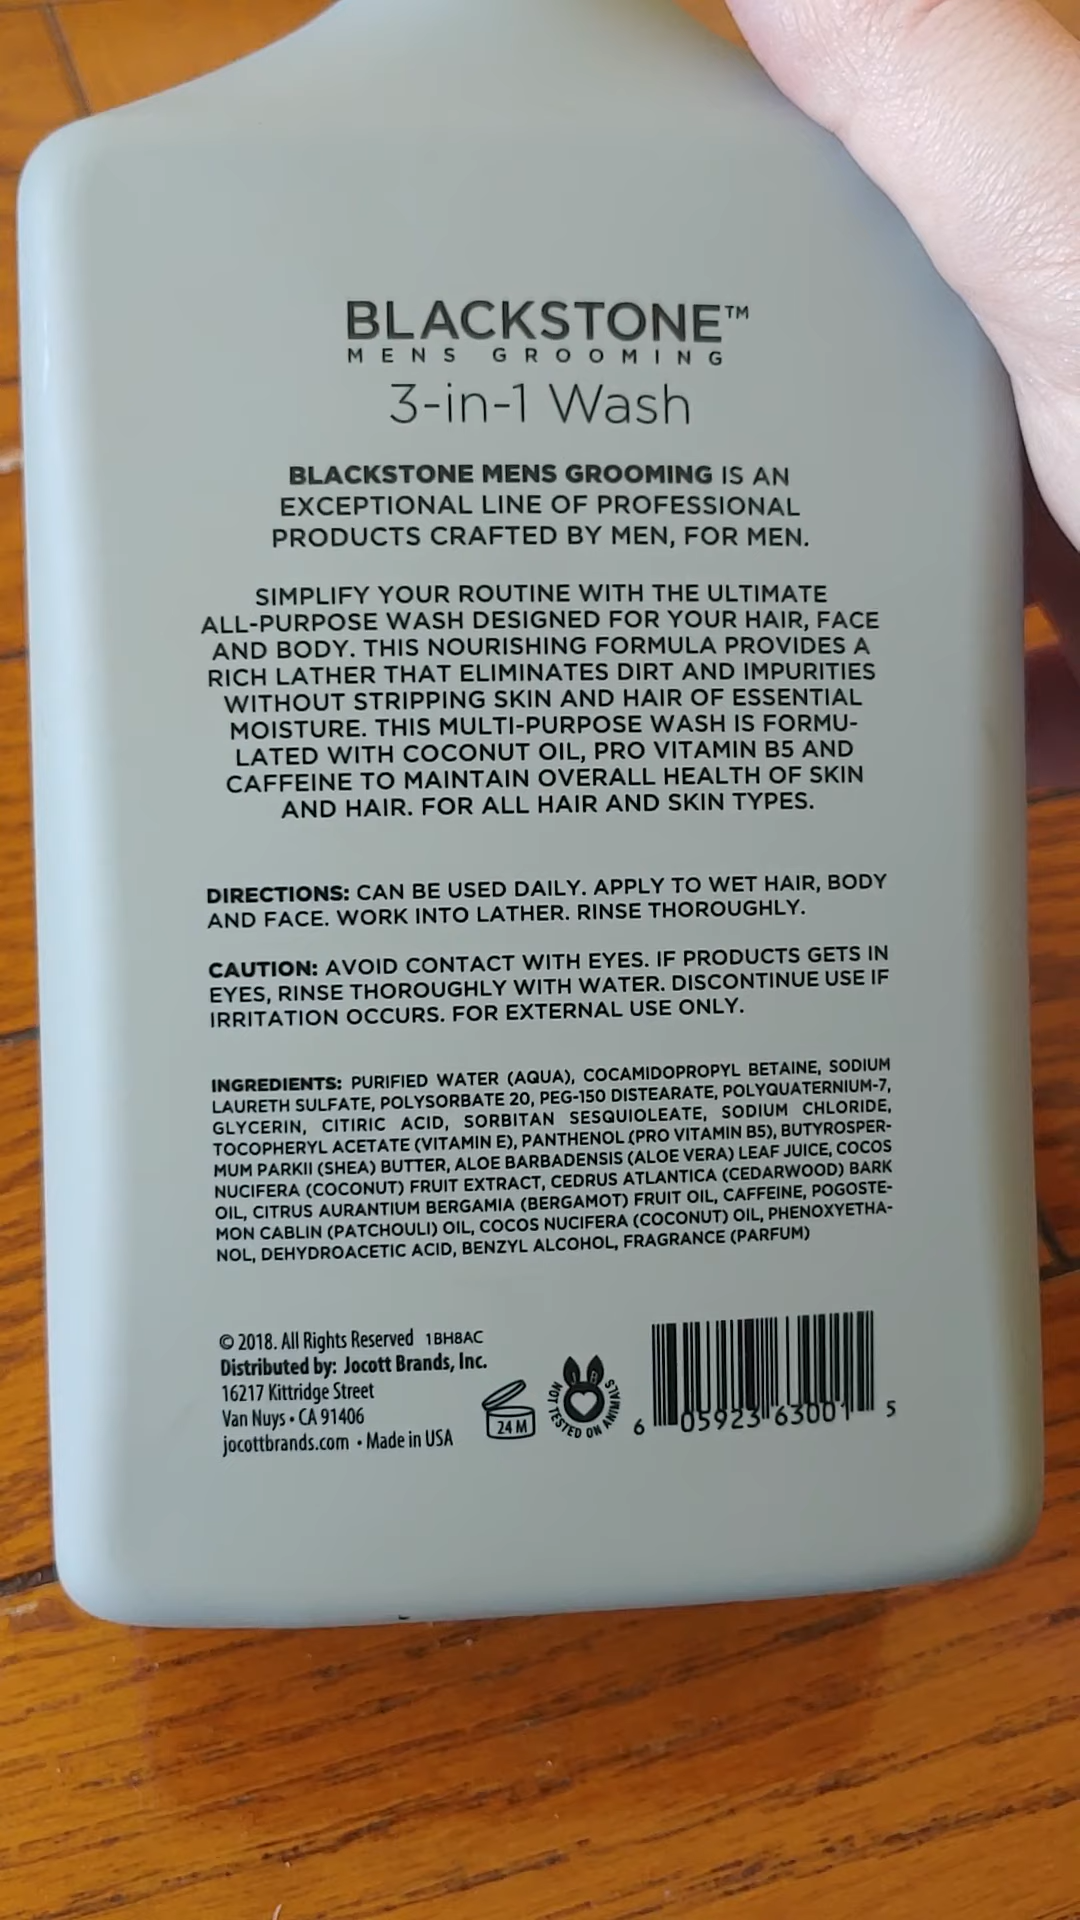 BLACKSTONE™
MENS GROOMING
3-in-1 Wash
BLACKSTONE MENS GROOMING IS AN
EXCEPTIONAL LINE OF PROFESSIONAL
PRODUCTS CRAFTED BY MEN, FOR MEN.
SIMPLIFY YOUR ROUTINE WITH THE ULTIMATE
ALL-PURPOSE WASH DESIGNED FOR YOUR HAIR, FACE
AND BODY. THIS NOURISHING FORMULA PROVIDES A
RICH LATHER THAT ELIMINATES DIRT AND IMPURITIES
WITHOUT STRIPPING SKIN AND HAIR OF ESSENTIAL
MOISTURE. THIS MULTI-PURPOSE WASH IS FORMU-
LATED WITH COCONUT OIL, PRO VITAMIN B5 AND
CAFFEINE TO MAINTAIN OVERALL HEALTH OF SKIN
AND HAIR. FOR ALL HAIR AND SKIN TYPES.
DIRECTIONS: CAN BE USED DAILY. APPLY TO WET HAIR, BODY
AND FACE. WORK INTO LATHER. RINSE THOROUGHLY.
CAUTION: AVOID CONTACT WITH EYES. IF PRODUCTS GETS IN
EYES, RINSE THOROUGHLY WITH WATER. DISCONTINUE USE IF
IRRITATION OCCURS. FOR EXTERNAL USE ONLY.
INGREDIENTS: PURIFIED WATER (AQUA), COCAMIDOPROPYL BETAINE, SODIUM
LAURETH SULFATE, POLYSORBATE 20, PEG-150 DISTEARATE, POLYQUATERNIUM-7,
GLYCERIN, CITIRIC ACID, SORBITAN SESQUIOLEATE, SODIUM CHLORIDE,
TOCOPHERYL ACETATE (VITAMIN E), PANTHENOL (PRO VITAMIN B5), BUTYROSPER-
MUM PARKII (SHEA) BUTTER, ALOE BARBADENSIS (ALOE VERA) LEAF JUICE, COCOS
NUCIFERA (COCONUT) FRUIT EXTRACT, CEDRUS ATLANTICA (CEDARWOOD) BARK
OIL, CITRUS AURANTIUM BERGAMIA (BERGAMOT) FRUIT OIL, CAFFEINE, POGOSTE-
MON CABLIN (PATCHOULI) OIL, COCOS NUCIFERA (COCONUT) OIL, PHENOXYETHA-
NOL, DEHYDROACETIC ACID, BENZYL ALCOHOL, FRAGRANCE (PARFUM)
© 2018. All Rights Reserved 1BH8AC
Distributed by: Jocott Brands, Inc.
16217 Kittridge Street
Van Nuys • CA 91406
jocottbrands.com • Made in USA
24 M
J B
NOT TESTED ON ANIMALS
6 05923 63001 5